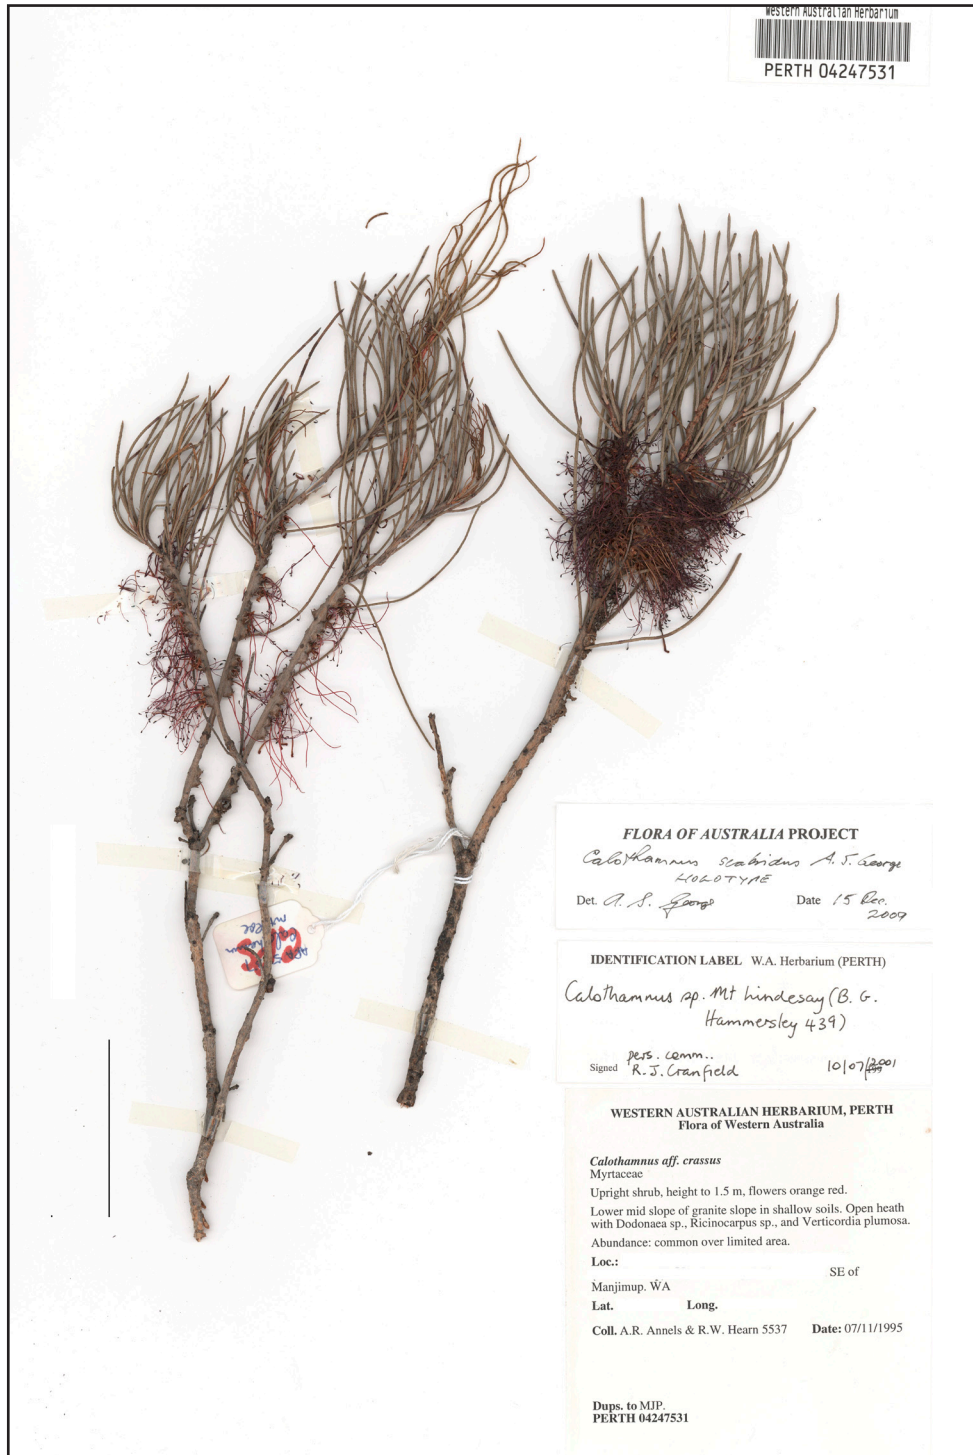 Western Australian Herbarium
PERTH 04247531
FLORA OF AUSTRALIA PROJECT
Calothamnus scabridus A. S. George
HOLOTYPE
Det. A. S. George Date 15 Dec.
2009
IDENTIFICATION LABEL W.A. Herbarium (PERTH)
Calothamnus sp. Mt Lindesay (B. G.
Hammersley 439)
pers. comm..
Signed R. J. Cranfield 10/07/2001
WESTERN AUSTRALIAN HERBARIUM, PERTH
Flora of Western Australia
Calothamnus aff. crassus
Myrtaceae
Upright shrub, height to 1.5 m, flowers orange red.
Lower mid slope of granite slope in shallow soils. Open heath
with Dodonaea sp., Ricinocarpus sp., and Verticordia plumosa.
Abundance: common over limited area.
Loc.:
SE of
Manjimup. WA
Lat. Long.
Coll. A.R. Annels & R.W. Hearn 5537 Date: 07/11/1995
Dups. to MJP.
PERTH 04247531